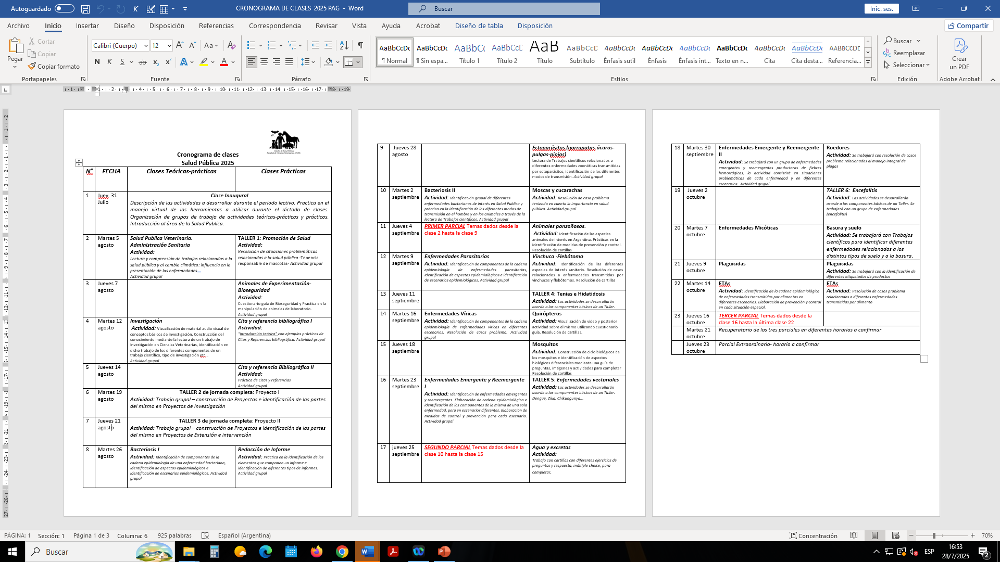 Autoguardado
CRONOGRAMA DE CLASES 2025 PAG - Word
Buscar
Inic. ses.
Archivo
Inicio
Insertar
Diseño
Disposición
Referencias
Correspondencia
Revisar
Vista
Ayuda
Acrobat
Diseño de tabla
Disposición
Compartir
Pegar
Cortar
Copiar
Copiar formato
Portapapeles
Calibri (Cuerpo)
12
Fuente
Párrafo
AaBbCcDc
¶ Normal
AaBbCcDc
¶ Sin espa...
AaBbCc
Título 1
AaBbCcD
Título 2
AaB
Título
AaBbCcD
Subtítulo
AaBbCcDc
Énfasis sutil
AaBbCcDc
Énfasis
AaBbCcDc
Énfasis int...
AaBbCcDc
Texto en n...
AaBbCcDc
Cita
AaBbCcDc
Cita desta...
AABBCCDE
Referencia...
Estilos
Buscar
Reemplazar
Seleccionar
Edición
Crear
un PDF
Adobe Acrobat
Cronograma de clases
Salud Pública 2025
N°
FECHA
Clases Teóricas-prácticas
Clases Prácticas
1
Juev. 31
Julio
Clase Inaugural
Descripción de las actividades a desarrollar durante el periodo lectivo. Practica en el
manejo virtual de las herramientas a utilizar durante el dictado de clases.
Organización de grupos de trabajo de actividades teóricas-prácticas y prácticos.
Introducción al área de la Salud Publica.
2
Martes 5
agosto
Salud Publica Veterinaria.
Administración Sanitaria
Actividad:
Lectura y comprensión de trabajos relacionados a la
salud pública y al cambio climático: influencia en la
presentación de las enfermedades
Actividad grupal
TALLER 1: Promoción de Salud
Actividad:
Resolución de situaciones problemáticas
relacionadas a la salud pública -Tenencia
responsable de mascotas- Actividad grupal
3
Jueves 7
agosto
Animales de Experimentación-
Bioseguridad
Actividad:
Cuestionario guía de Bioseguridad y Practica en la
manipulación de animales de laboratorio.
Actividad grupal
4
Martes 12
agosto
Investigación
Actividad: Visualización de material audio visual de
conceptos básicos de investigación. Construcción del
conocimiento mediante la lectura de un trabajo de
investigación en Ciencias Veterinarias, identificación en
dicho trabajo de los diferentes componentes de un
trabajo científico, tipo de investigación etc...
Actividad grupal
Cita y referencia bibliográfica I
Actividad:
"Introducción teórica" con ejemplos prácticos de
Citas y Referencias bibliográfica. Actividad grupal
5
Jueves 14
agosto
Cita y referencia Bibliográfica II
Actividad:
Práctica de Citas y referencias
Actividad grupal
6
Martes 19
agosto
TALLER 2 de jornada completa: Proyecto I
Actividad: Trabajo grupal – construcción de Proyectos e identificación de las partes
del mismo en Proyectos de Investigación
7
Jueves 21
agosto
TALLER 3 de jornada completa: Proyecto II
Actividad: Trabajo grupal – construcción de Proyectos e identificación de las partes
del mismo en Proyectos de Extensión e intervención
8
Martes 26
agosto
Bacteriosis I
Actividad: Identificación de componentes de la
cadena epidemiología de una enfermedad bacteriana,
Identificación de aspectos epidemiológicos e
identificación de escenarios epidemiológicos. Actividad
grupal
Redacción de Informe
Actividad: Práctica en la identificación de los
elementos que componen un informe e
identificación de diferentes tipos de informes.
Actividad grupal
9
Jueves 28
agosto
Ectoparásitos (garrapatas-ácaros-
pulgas-piojos)
Lectura de Trabajos científicos relacionados a
diferentes enfermedades zoonóticas transmitidas
por ectoparásitos, identificación de los diferentes
modos de transmisión. Actividad grupal
10
Martes 2
septiembre
Bacteriosis II
Actividad: Identificación grupal de diferentes
enfermedades bacterianas de interés en Salud Publica y
práctica en la identificación de los diferentes modos de
transmisión en el hombre y en los animales a través de la
lectura de Trabajos científicos. Actividad grupal
Moscas y cucarachas
Actividad: Resolución de caso problema
teniendo en cuenta la importancia en salud
pública. Actividad grupal.
11
Jueves 4
septiembre
PRIMER PARCIAL Temas dados desde la
clase 2 hasta la clase 9
Animales ponzoñosos.
Actividad: Identificación de las especies
animales de interés en Argentina. Prácticas en la
identificación de medidas de prevención y control.
Resolución de cartillas
12
Martes 9
septiembre
Enfermedades Parasitarias
Actividad: Identificación de componentes de la cadena
epidemiología de enfermedades parasitarias,
Identificación de aspectos epidemiológicos e identificación
de escenarios epidemiológicos. Actividad grupal
Vinchuca -Flebótomo
Actividad: Identificación de las diferentes
especies de interés sanitario. Resolución de casos
relacionados a enfermedades transmitidas por
vinchucas y flebótomos. Resolución de cartillas
13
Jueves 11
septiembre
TALLER 4: Tenias e Hidatidosis
Actividad: Las actividades se desarrollarán
acorde a los componentes básicos de un Taller.
14
Martes 16
septiembre
Enfermedades Víricas
Actividad: Identificación de componentes de la cadena
epidemiología de enfermedades víricas en diferentes
escenarios. Resolución de casos problema. Actividad
grupal
Quirópteros
Actividad: Visualización de video y posterior
actividad sobre el mismo utilizando cuestionario
guía. Resolución de cartillas.
15
Jueves 18
septiembre
Mosquitos
Actividad: Construcción de ciclo biológico de
los mosquitos e identificación de aspectos
biológicos diferenciales mediante una guía de
preguntas, imágenes y actividades para completar
Resolución de cartillas
16
Martes 23
septiembre
Enfermedades Emergente y Reemergente
I
Actividad: Identificación de enfermedades emergentes
y reemergentes. Elaboración de cadena epidemiológica e
identificación de los componentes de la misma de una sola
enfermedad, pero en escenarios diferentes. Elaboración de
medidas de control y prevención para cada escenario.
Actividad grupal
TALLER 5: Enfermedades vectoriales
Actividad: Las actividades se desarrollarán
acorde a los componentes básicos de un Taller.
Dengue, Zika, Chikungunya...
17
jueves 25
septiembre
SEGUNDO PARCIAL Temas dados desde la
clase 10 hasta la clase 15
Agua y excretas
Actividad:
Trabajo con cartillas con diferentes ejercicios de
preguntas y respuesta, múltiple choice, para
completar.
18
Martes 30
septiembre
Enfermedades Emergente y Reemergente
II
Actividad: Se trabajará con un grupo de enfermedades
emergentes y reemergentes productoras de fiebres
hemorrágicas, la actividad consistirá en situaciones
problemáticas de cada enfermedad y en diferentes
escenarios. Actividad grupal
Roedores
Actividad: Se trabajará con resolución de casos
problema relacionados al manejo integral de
plagas
19
Jueves 2
octubre
TALLER 6: Encefalitis
Actividad: Las actividades se desarrollarán
acorde a los componentes básicos de un Taller. Se
trabajará con un grupo de enfermedades
(encefalitis)
20
Martes 7
octubre
Enfermedades Micóticas
Basura y suelo
Actividad: Se trabajará con Trabajos
científicos para identificar diferentes
enfermedades relacionadas a los
distintos tipos de suelo y a la basura.
21
Jueves 9
octubre
Plaguicidas
Plaguicidas
Actividad: Se trabajará con la identificación de
diferentes etiquetados de productos
22
Martes 14
octubre
ETAs
Actividad: Identificación de la cadena epidemiológica
de enfermedades transmitidas por alimentos en
diferentes escenarios. Elaboración de prevención y control
en cada situación especial.
ETAs
Actividad: Resolución de casos problema
relacionados a diferentes enfermedades
transmitidas por alimento
23
Jueves 16
octubre
TERCER PARCIAL Temas dados desde la
clase 16 hasta la última clase 22
Martes 21
octubre
Recuperatorio de los tres parciales en diferentes horarios a confirmar
Jueves 23
octubre
Parcial Extraordinario- horario a confirmar
PÁGINA: 1
Sección: 1
Página 1 de 3
Columna: 6
925 palabras
Español (Argentina)
Concentración
70%
Buscar
ESP
16:53
28/7/2025
2